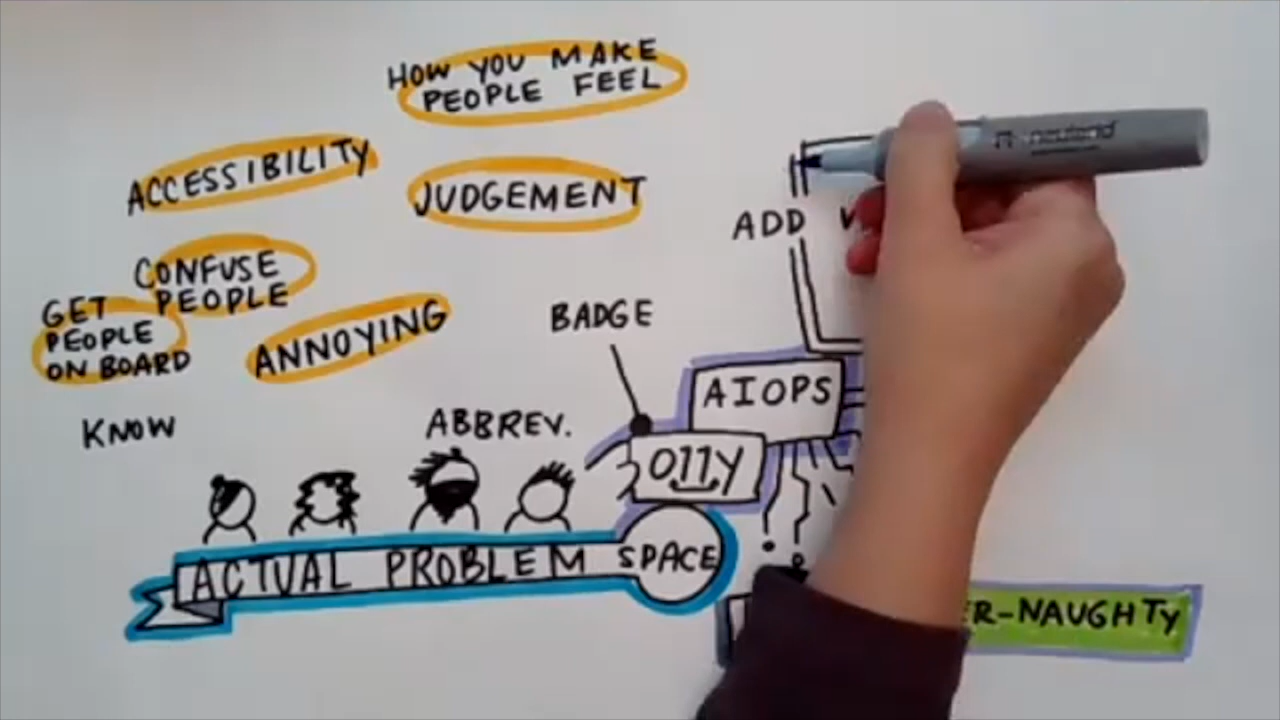 HOW YOU MAKE
PEOPLE FEEL
ACCESSIBILITY
JUDGEMENT
ADD
CONFUSE
PEOPLE
GET
PEOPLE
ON BOARD
ANNOYING
BADGE
AIOPS
KNOW
ABBREV.
O11Y
ACTUAL PROBLEM SPACE
ER-NAUGHTY
neuland